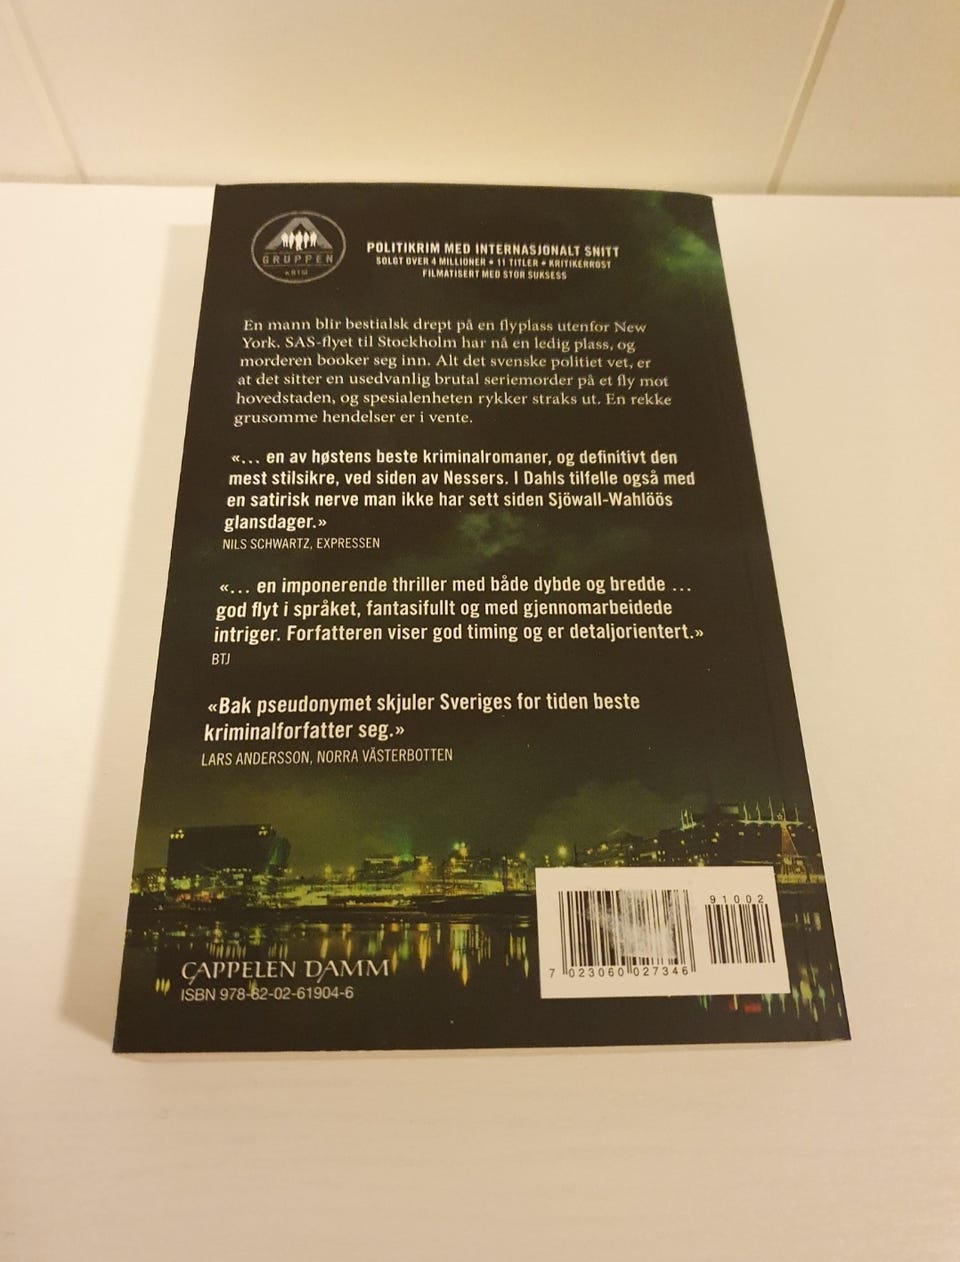 GRUPPEN
KRIM
POLITIKRIM MED INTERNASJONALT SNITT
SOLGT OVER 4 MILLIONER • 11 TITLER • KRITIKERROST
FILMATISERT MED STOR SUKSESS
En mann blir bestialsk drept på en flyplass utenfor New
York. SAS-flyet til Stockholm har nå en ledig plass, og
morderen booker seg inn. Alt det svenske politiet vet, er
at det sitter en usedvanlig brutal seriemorder på et fly mot
hovedstaden, og spesialenheten rykker straks ut. En rekke
grusomme hendelser er i vente.
«... en av høstens beste kriminalromaner, og definitivt den
mest stilsikre, ved siden av Nessers. I Dahls tilfelle også med
en satirisk nerve man ikke har sett siden Sjöwall-Wahlöös
glansdager.»
NILS SCHWARTZ, EXPRESSEN
«... en imponerende thriller med både dybde og bredde ...
god flyt i språket, fantasifullt og med gjennomarbeidede
intriger. Forfatteren viser god timing og er detaljorientert.»
BTJ
«Bak pseudonymet skjuler Sveriges for tiden beste
kriminalforfatter seg.»
LARS ANDERSSON, NORRA VÄSTERBOTTEN
CAPPELEN DAMM
ISBN 978-82-02-61904-6
91002
7 023060 027346